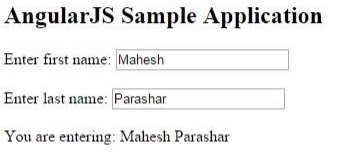 AngularJS Sample Application
Enter first name: Mahesh
Enter last name: Parashar
You are entering: Mahesh Parashar